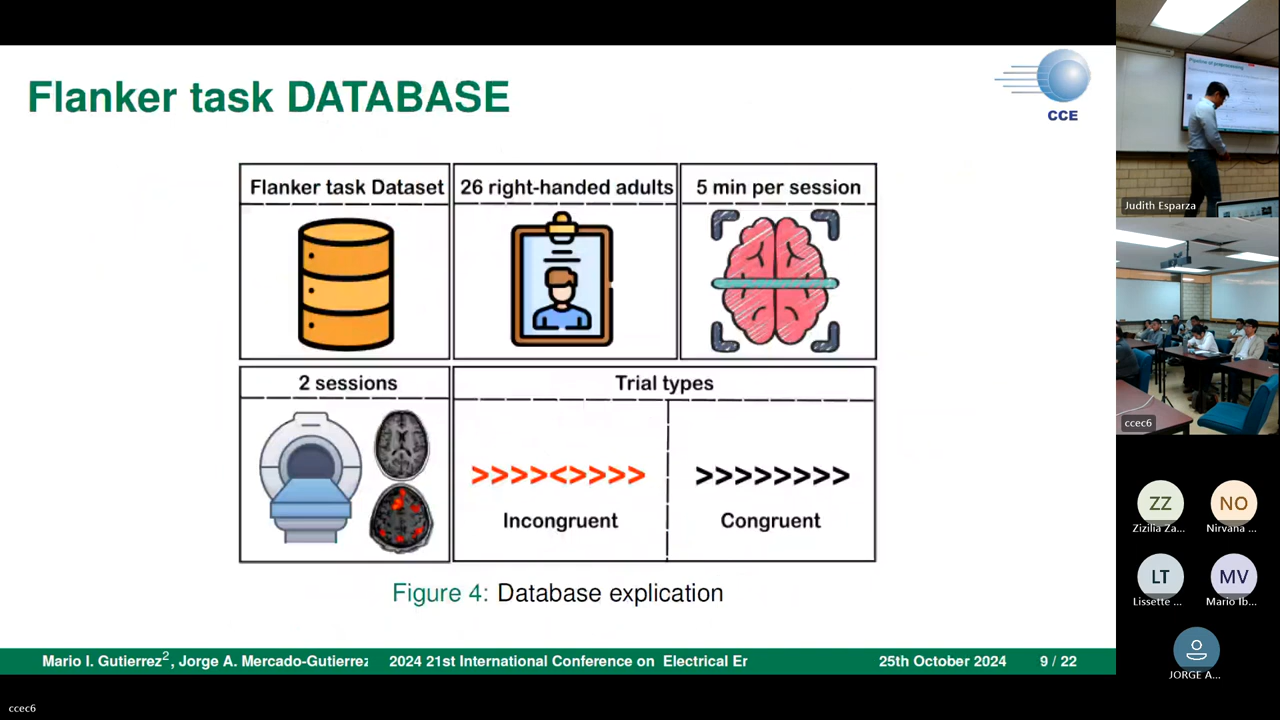 Flanker task DATABASE
CCE
Flanker task Dataset
26 right-handed adults
5 min per session
2 sessions
Trial types
>>>>><>>>>
Incongruent
>>>>>>>>>
Congruent
Figure 4: Database explication
Mario I. Gutierrez², Jorge A. Mercado-Gutierrez
2024 21st International Conference on Electrical Er
25th October 2024
9 / 22
ccec6
Pipeline of preprocessing
Judith Esparza
ccec6
ZZ
Zizilia Za...
NO
Nirvana ...
LT
Lissette ...
MV
Mario Ib...
JORGE A...